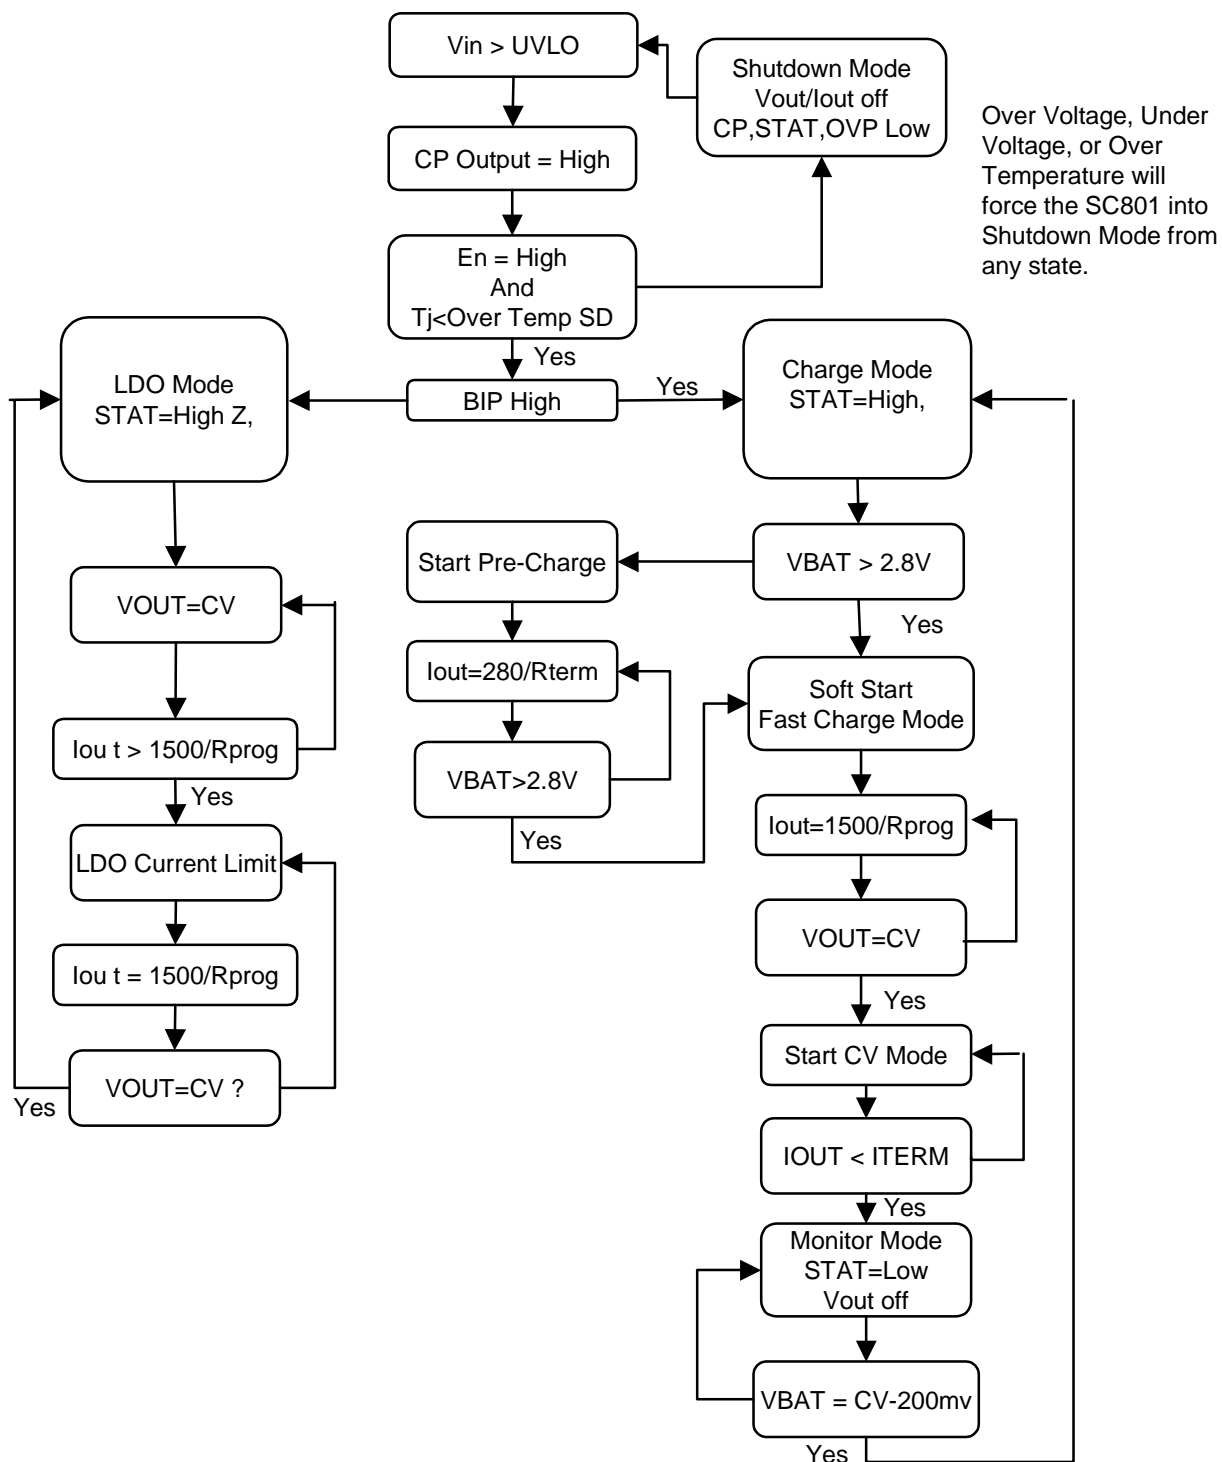 Vin > UVLO
Shutdown Mode
Vout/Iout off
CP,STAT,OVP Low
Over Voltage, Under
Voltage, or Over
Temperature will
force the SC801 into
Shutdown Mode from
any state.
CP Output = High
En = High
And
Tj<Over Temp SD
Yes
BIP High
Yes
LDO Mode
STAT=High Z,
Charge Mode
STAT=High,
VBAT > 2.8V
Yes
Start Pre-Charge
Iout=280/Rterm
VBAT>2.8V
Yes
VOUT=CV
Iou t > 1500/Rprog
Yes
LDO Current Limit
Iou t = 1500/Rprog
VOUT=CV ?
Yes
Soft Start
Fast Charge Mode
Iout=1500/Rprog
VOUT=CV
Yes
Start CV Mode
IOUT < ITERM
Yes
Monitor Mode
STAT=Low
Vout off
VBAT = CV-200mv
Yes